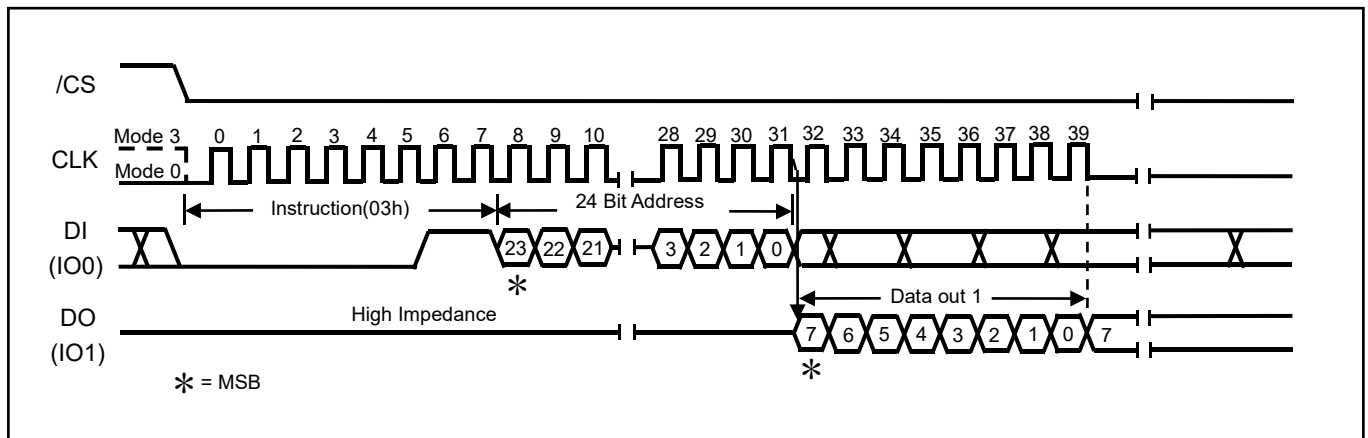 /CS
Mode 3
0 1 2 3 4 5 6 7 8 9 10 28 29 30 31 32 33 34 35 36 37 38 39
CLK
Mode 0
Instruction(03h) 24 Bit Address
DI
(IO0)
23 22 21 3 2 1 0
*
Data out 1
DO
(IO1)
High Impedance
7 6 5 4 3 2 1 0 7
*
* = MSB